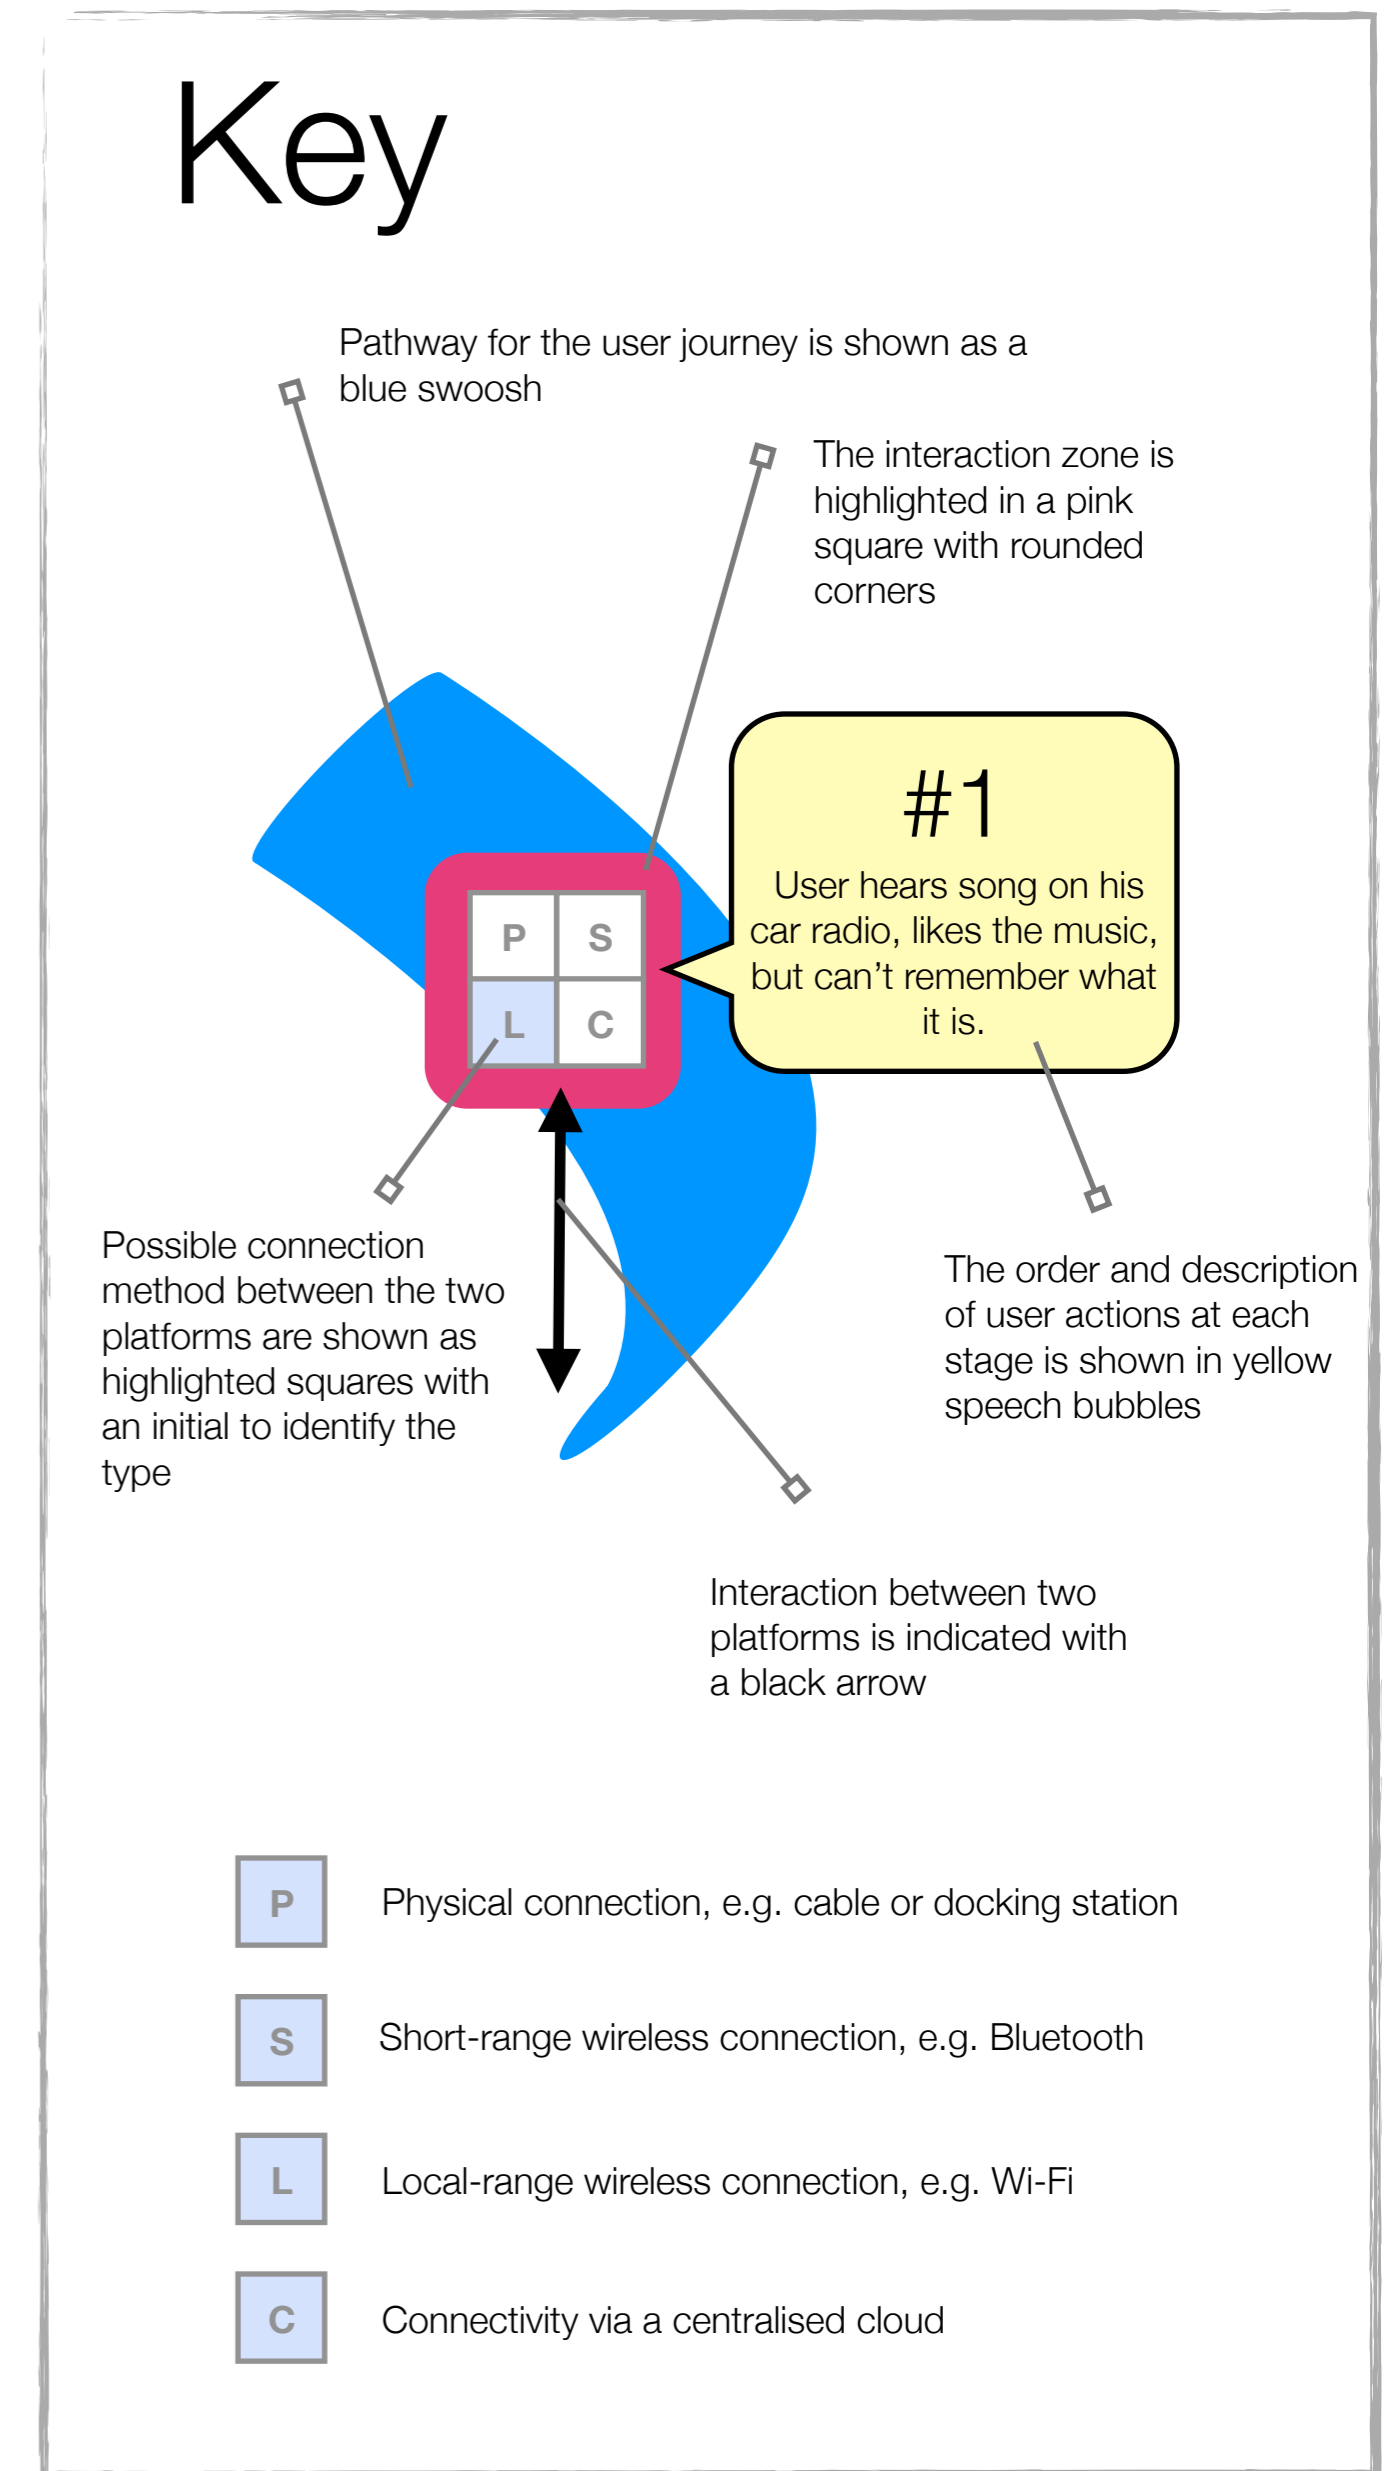 Key
Pathway for the user journey is shown as a
blue swoosh
The interaction zone is
highlighted in a pink
square with rounded
corners
#1
User hears song on his
car radio, likes the music,
but can't remember what
it is.
P S
L C
Possible connection
method between the two
platforms are shown as
highlighted squares with
an initial to identify the
type
The order and description
of user actions at each
stage is shown in yellow
speech bubbles
Interaction between two
platforms is indicated with
a black arrow
P Physical connection, e.g. cable or docking station
S Short-range wireless connection, e.g. Bluetooth
L Local-range wireless connection, e.g. Wi-Fi
C Connectivity via a centralised cloud